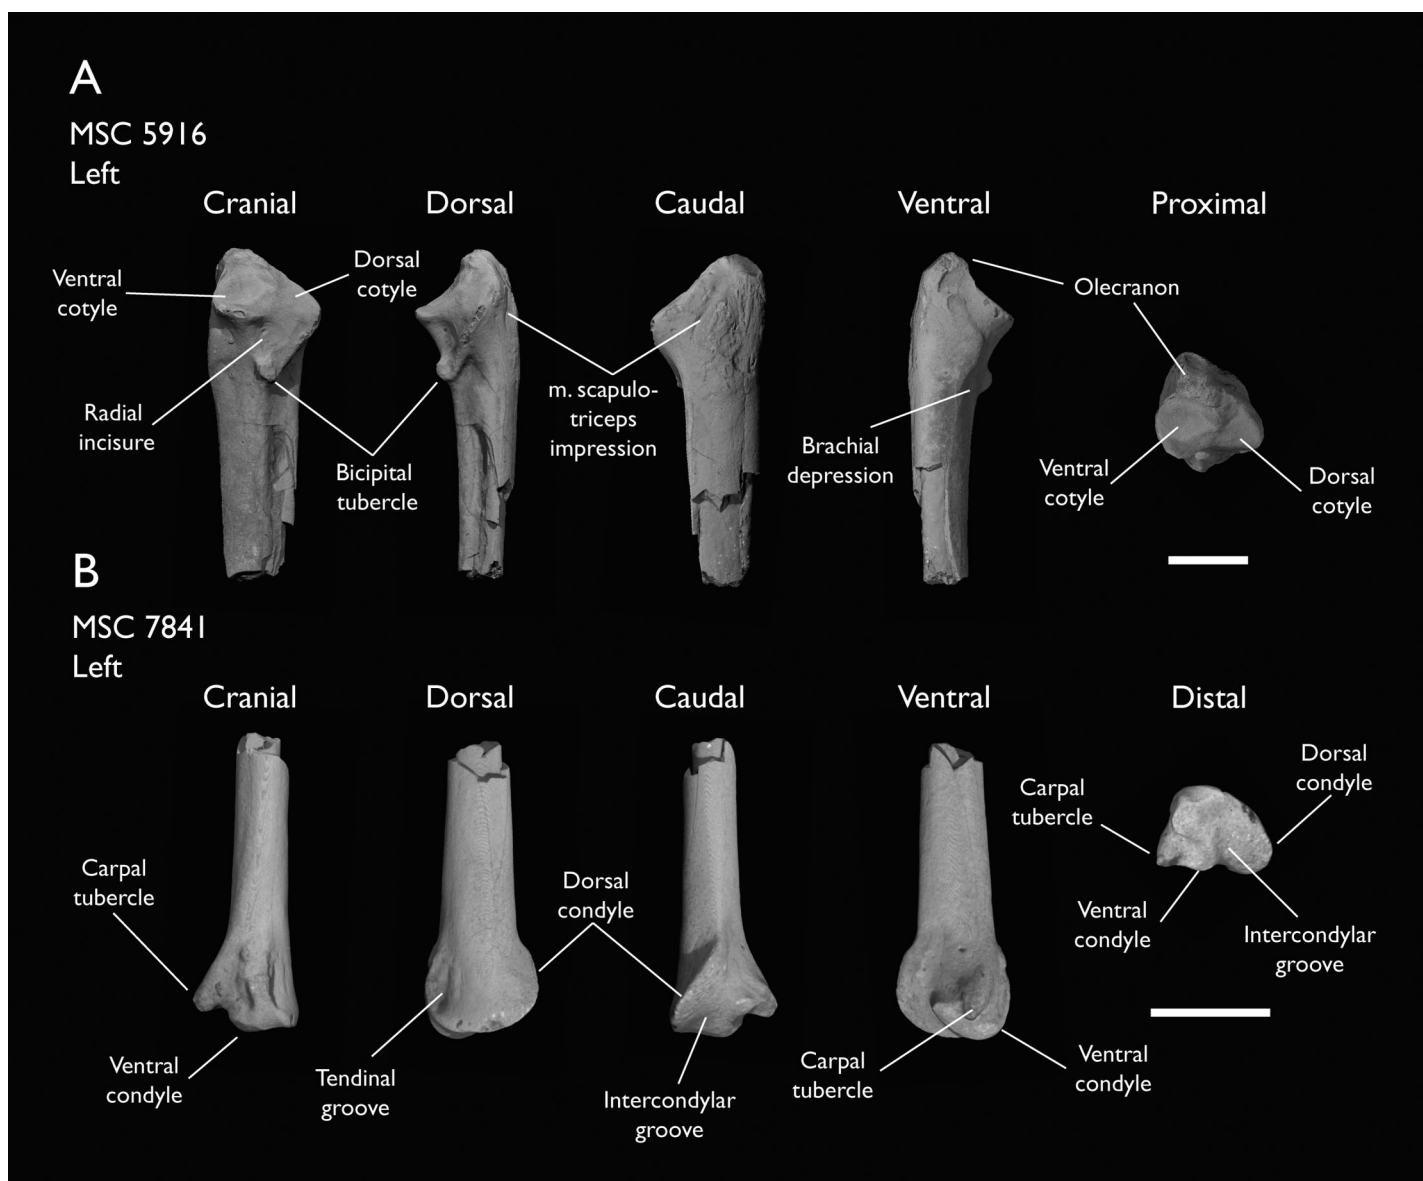 A
MSC 5916
Left
Cranial
Dorsal
Caudal
Ventral
Proximal
Ventral
cotyle
Dorsal
cotyle
Olecranon
Radial
incisure
Bicipital
tubercle
m. scapulo-
triceps
impression
Brachial
depression
Ventral
cotyle
Dorsal
cotyle
B
MSC 7841
Left
Cranial
Dorsal
Caudal
Ventral
Distal
Carpal
tubercle
Ventral
condyle
Tendinal
groove
Dorsal
condyle
Intercondylar
groove
Carpal
tubercle
Ventral
condyle
Carpal
tubercle
Dorsal
condyle
Ventral
condyle
Intercondylar
groove